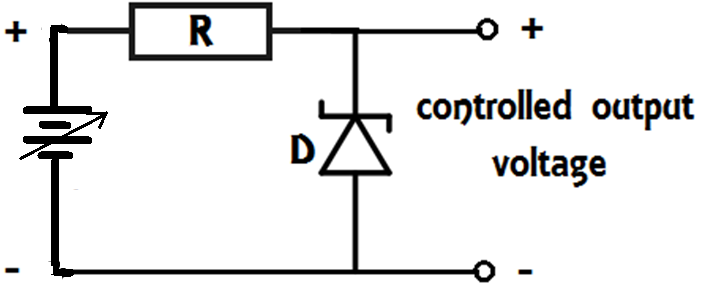 + R +
controlled output
D
voltage
- -